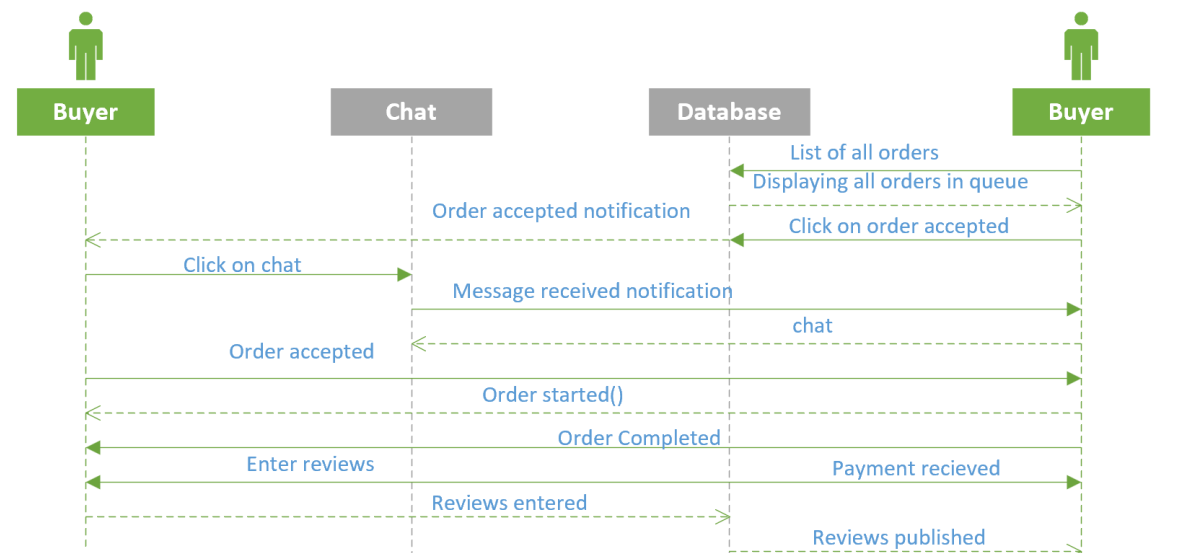 Buyer
Chat
Database
Buyer
List of all orders
Displaying all orders in queue
Order accepted notification
Click on order accepted
Click on chat
Message received notification
chat
Order accepted
Order started()
Order Completed
Enter reviews
Payment recieved
Reviews entered
Reviews published